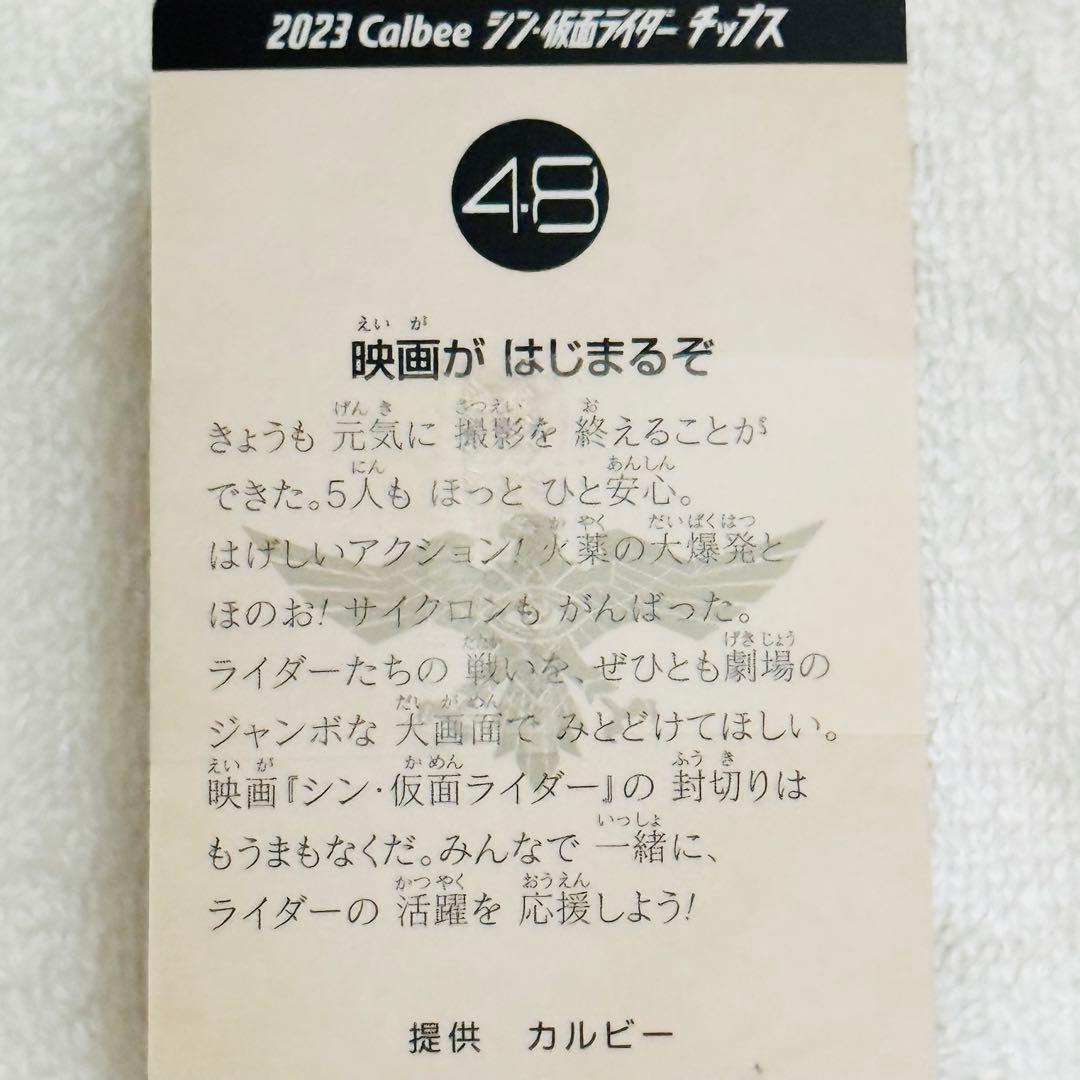 2023 Calbee シン・仮面ライダー チップス
48
えいが
映画が はじまるぞ
げんき さつえい お
きょうも 元気に 撮影を 終えることが
にん あんしん
できた。5人も ほっと ひと安心。
かやく だいばくはつ
はげしいアクション! 火薬の大爆発と
ほのお! サイクロンも がんばった。
たたか げきじょう
ライダーたちの 戦いを、ぜひとも劇場の
だいがめん
ジャンボな 大画面で みとどけてほしい。
えいが かめん ふうき
映画『シン・仮面ライダー』の 封切りは
いっしょ
もうまもなくだ。みんなで 一緒に、
かつやく おうえん
ライダーの 活躍を 応援しよう!
提供 カルビー